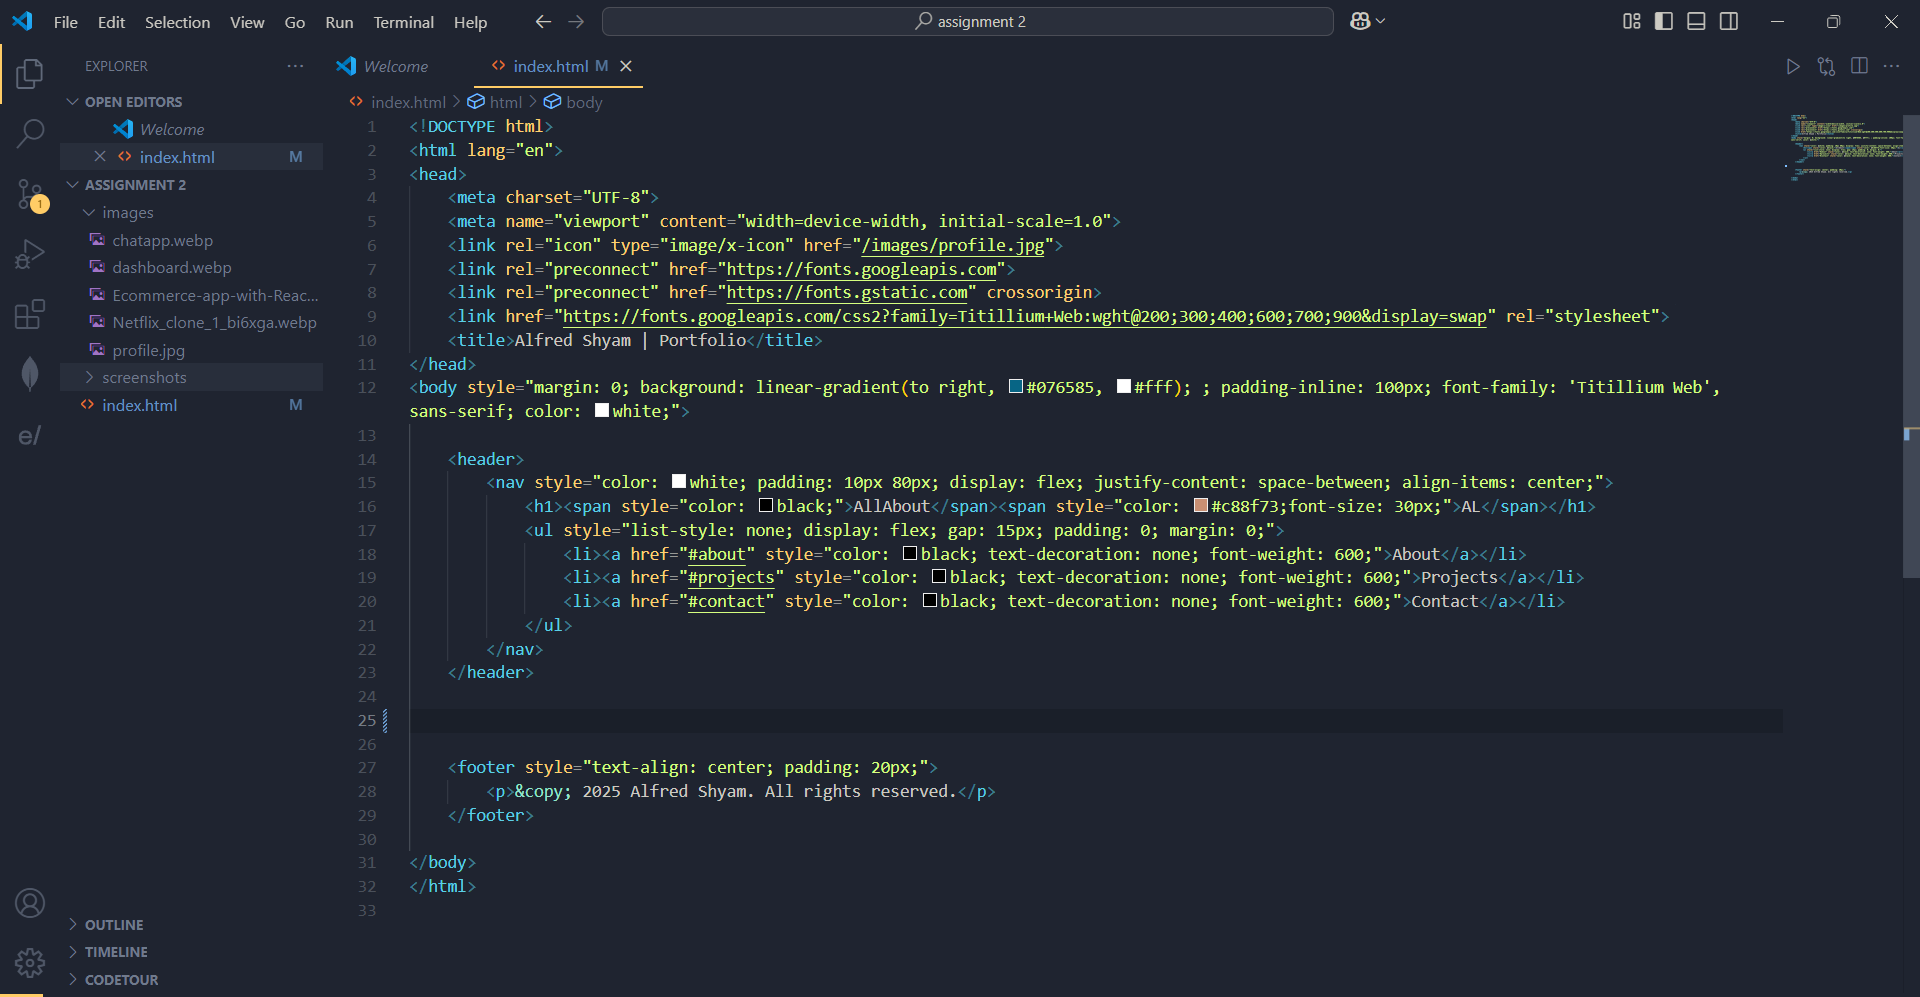 File Edit Selection View Go Run Terminal Help
assignment 2
EXPLORER
OPEN EDITORS
Welcome
index.html M
ASSIGNMENT 2
images
chatapp.webp
dashboard.webp
Ecommerce-app-with-Reac...
Netflix_clone_1_bi6xga.webp
profile.jpg
screenshots
index.html M
OUTLINE
TIMELINE
CODETOUR
1
e/
Welcome
index.html M
index.html > html > body
1 <!DOCTYPE html>
2 <html lang="en">
3 <head>
4 <meta charset="UTF-8">
5 <meta name="viewport" content="width=device-width, initial-scale=1.0">
6 <link rel="icon" type="image/x-icon" href="/images/profile.jpg">
7 <link rel="preconnect" href="https://fonts.googleapis.com">
8 <link rel="preconnect" href="https://fonts.gstatic.com" crossorigin>
9 <link href="https://fonts.googleapis.com/css2?family=Titillium+Web:wght@200;300;400;600;700;900&display=swap" rel="stylesheet">
10 <title>Alfred Shyam | Portfolio</title>
11 </head>
12 <body style="margin: 0; background: linear-gradient(to right, #076585, #fff); ; padding-inline: 100px; font-family: 'Titillium Web',
sans-serif; color: white;">
13
14 <header>
15 <nav style="color: white; padding: 10px 80px; display: flex; justify-content: space-between; align-items: center;">
16 <h1><span style="color: black;">AllAbout</span><span style="color: #c88f73;font-size: 30px;">AL</span></h1>
17 <ul style="list-style: none; display: flex; gap: 15px; padding: 0; margin: 0;">
18 <li><a href="#about" style="color: black; text-decoration: none; font-weight: 600;">About</a></li>
19 <li><a href="#projects" style="color: black; text-decoration: none; font-weight: 600;">Projects</a></li>
20 <li><a href="#contact" style="color: black; text-decoration: none; font-weight: 600;">Contact</a></li>
21 </ul>
22 </nav>
23 </header>
24
25
26
27 <footer style="text-align: center; padding: 20px;">
28 <p>&copy; 2025 Alfred Shyam. All rights reserved.</p>
29 </footer>
30
31 </body>
32 </html>
33